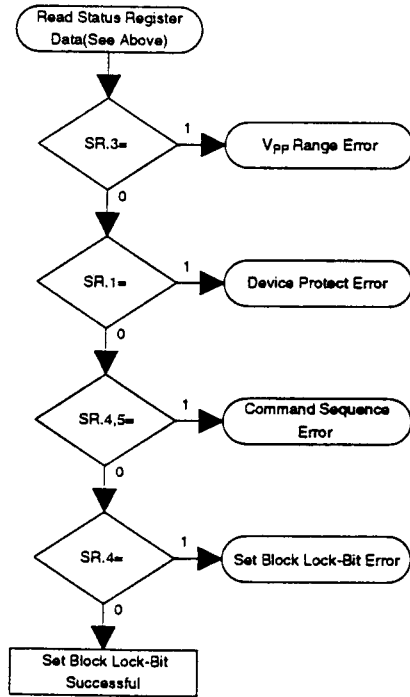 Read Status Register
Data(See Above)
SR.3=
1
VPP Range Error
0
SR.1=
1
Device Protect Error
0
SR.4,5=
1
Command Sequence
Error
0
SR.4=
1
Set Block Lock-Bit Error
0
Set Block Lock-Bit
Successful